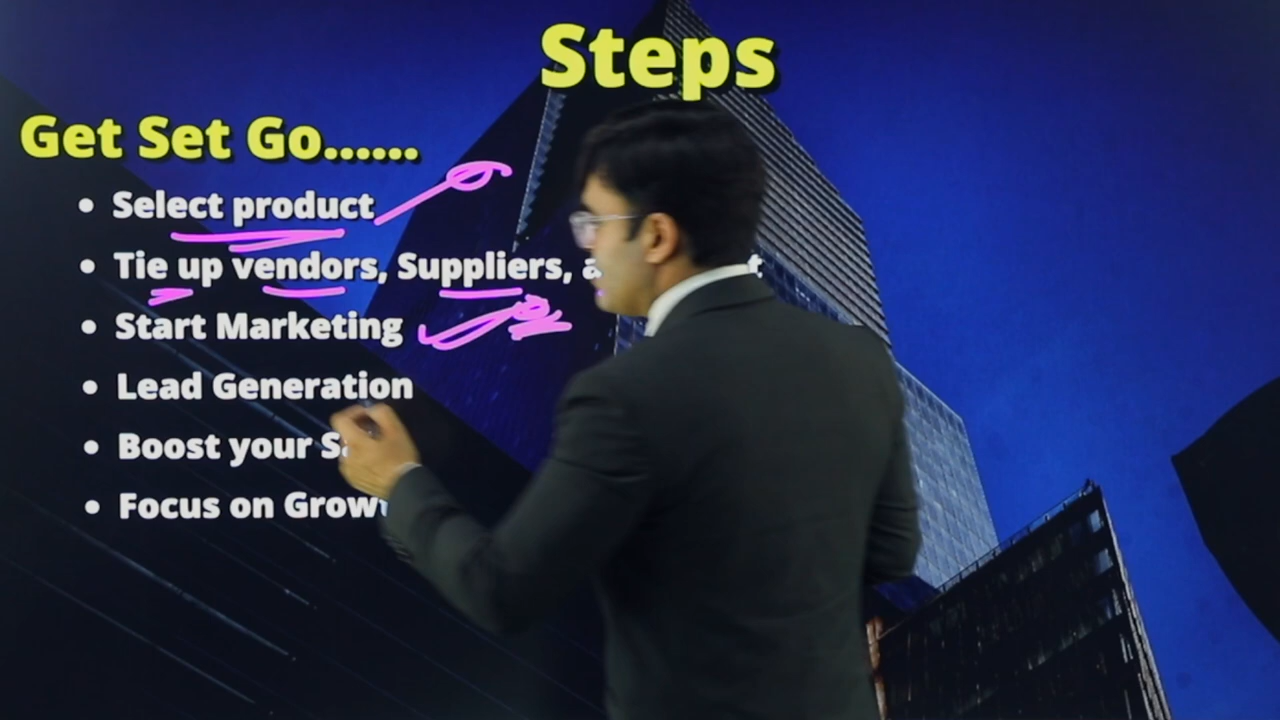 Steps
Get Set Go......
• Select product
• Tie up vendors, Suppliers,
• Start Marketing
• Lead Generation
• Boost your
• Focus on